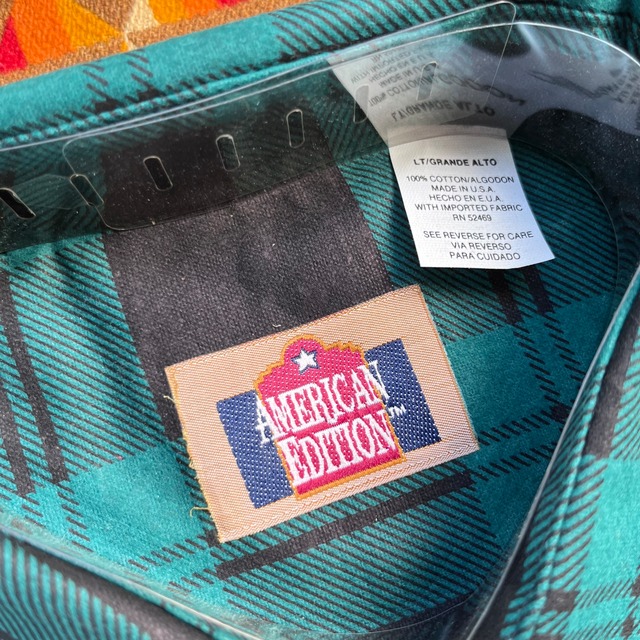 LT/GRANDE ALTO
100% COTTON/ALGODON
MADE IN U.S.A.
HECHO EN E.U.A.
WITH IMPORTED FABRIC
RN 52469
SEE REVERSE FOR CARE
VIA REVERSO
PARA CUIDADO
AMERICAN
EDITION™